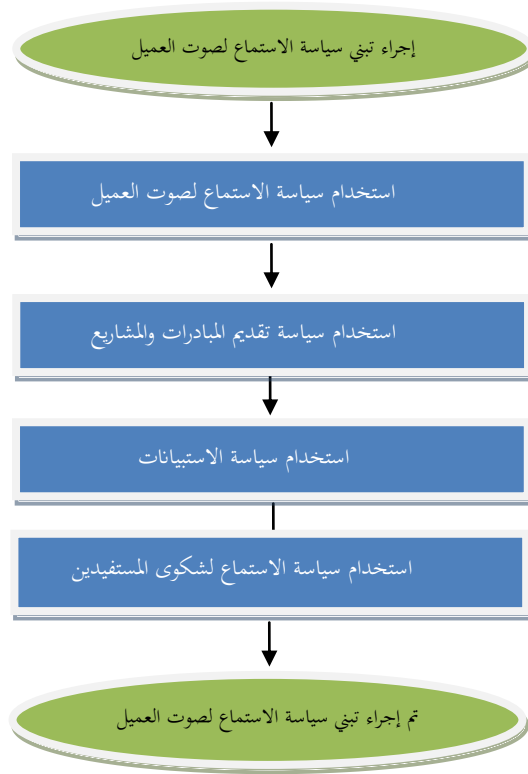 إجراء تبني سياسة الاستماع لصوت العميل
استخدام سياسة الاستماع لصوت العميل
استخدام سياسة تقديم المبادرات والمشاريع
استخدام سياسة الاستبيانات
استخدام سياسة الاستماع لشكوى المستفيدين
تم إجراء تبني سياسة الاستماع لصوت العميل